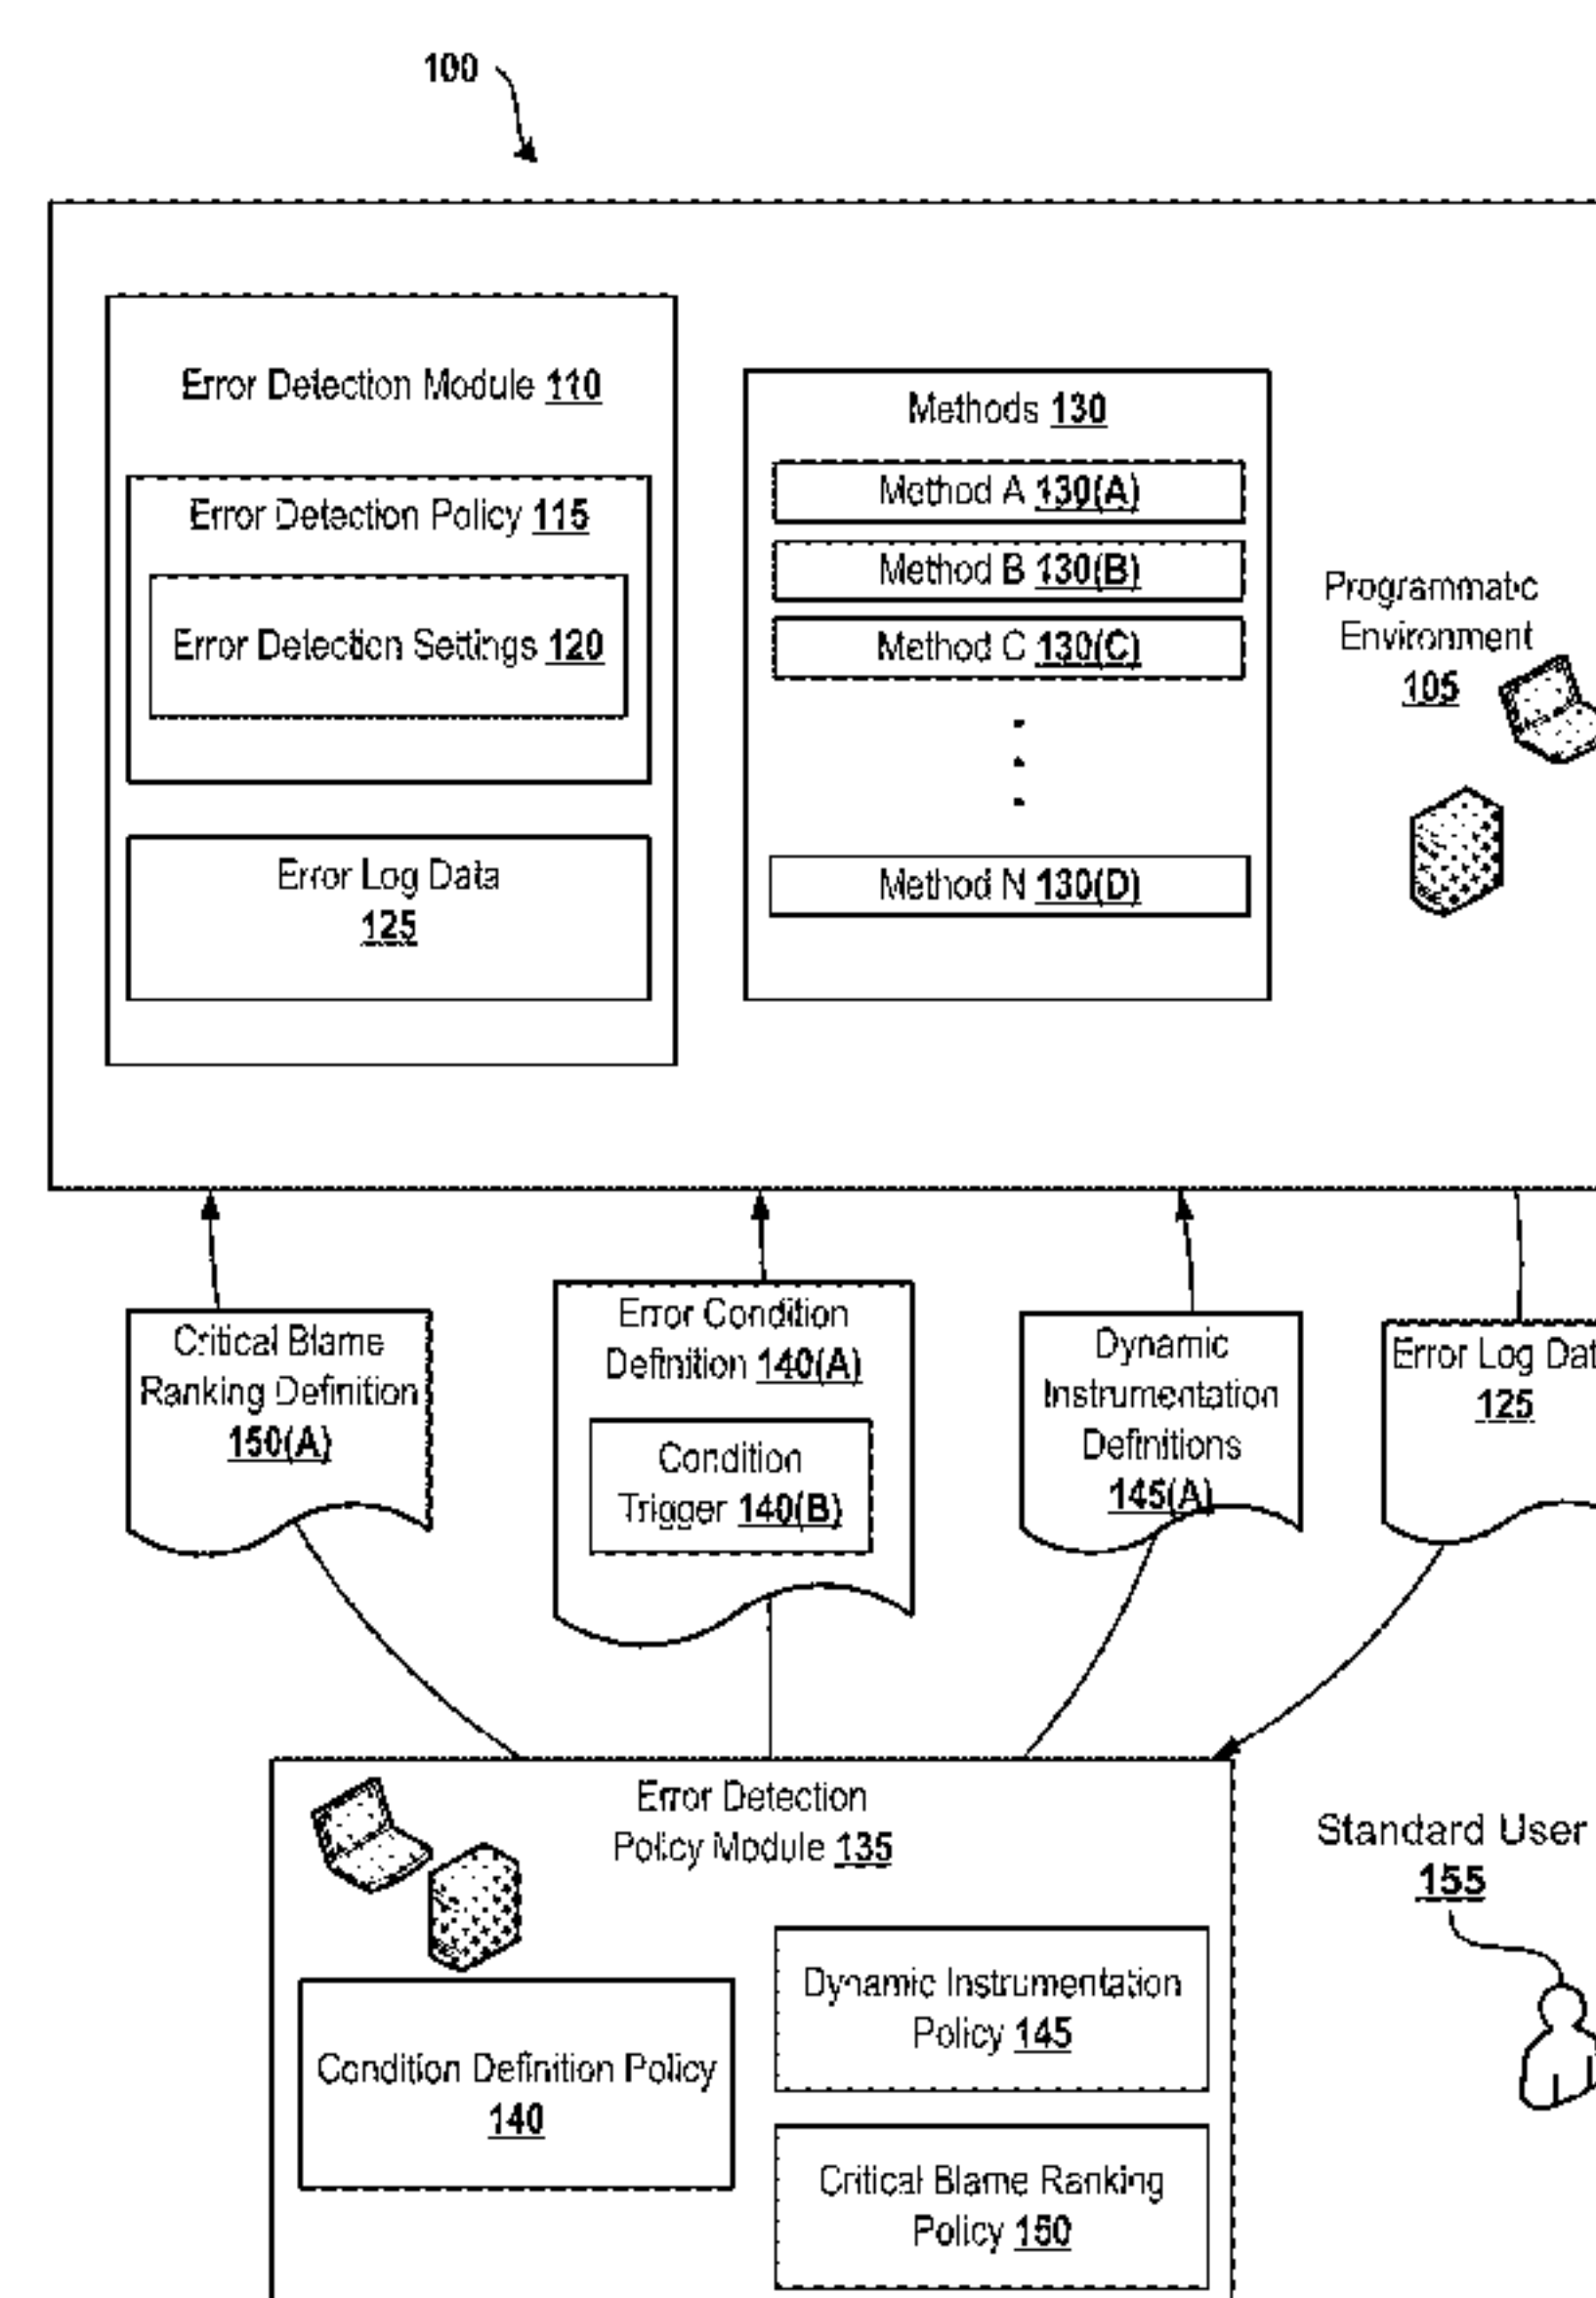 100
Error Detection Module 110
Error Detection Policy 115
Error Detection Settings 120
Error Log Data
125
Methods 130
Method A 130(A)
Method B 130(B)
Method C 130(C)
Method N 130(D)
Programmatic
Environment
105
Critical Blame
Ranking Definition
150(A)
Error Condition
Definition 140(A)
Condition
Trigger 140(B)
Dynamic
Instrumentation
Definitions
145(A)
Error Log Dat
125
Error Detection
Policy Module 135
Condition Definition Policy
140
Dynamic Instrumentation
Policy 145
Critical Blame Ranking
Policy 150
Standard User
155